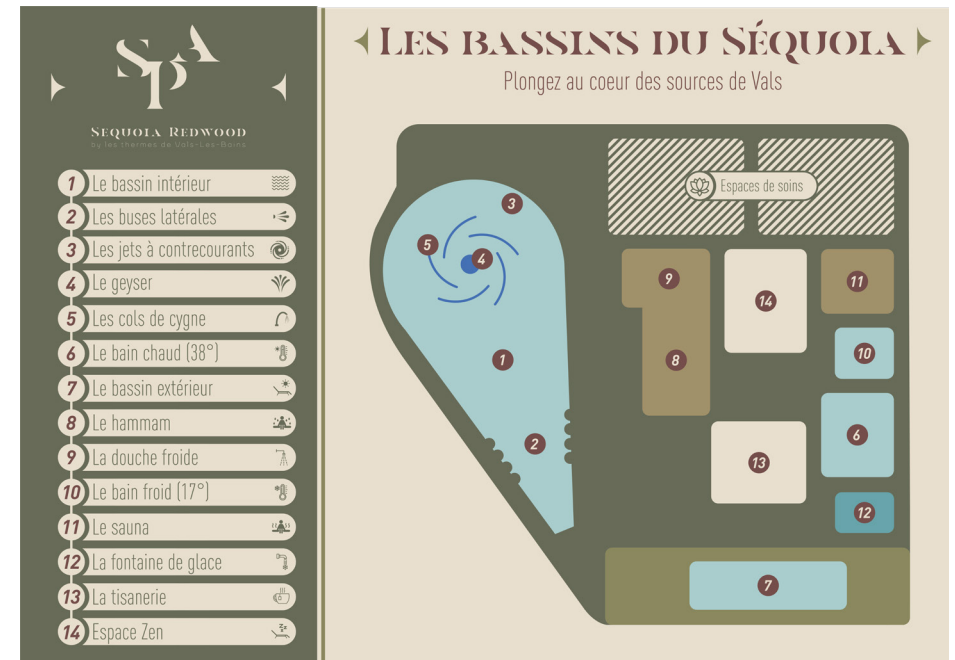 SPA
SEQUOIA REDWOOD
by les thermes de Vals-Les-Bains
1 Le bassin intérieur
2 Les buses latérales
3 Les jets à contrecourants
4 Le geyser
5 Les cols de cygne
6 Le bain chaud (38°)
7 Le bassin extérieur
8 Le hammam
9 La douche froide
10 Le bain froid (17°)
11 Le sauna
12 La fontaine de glace
13 La tisanerie
14 Espace Zen
LES BASSINS DU SÉQUOIA
Plongez au coeur des sources de Vals
Espaces de soins
3
5
4
9
11
14
10
1
8
6
2
13
12
7